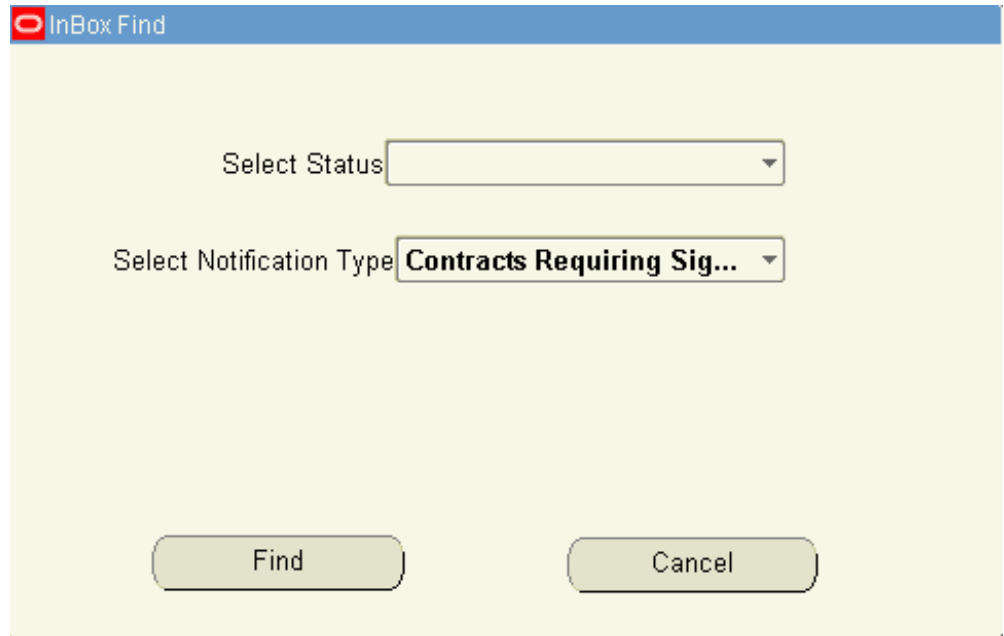 InBox Find
Select Status
Select Notification Type Contracts Requiring Sig...
Find Cancel